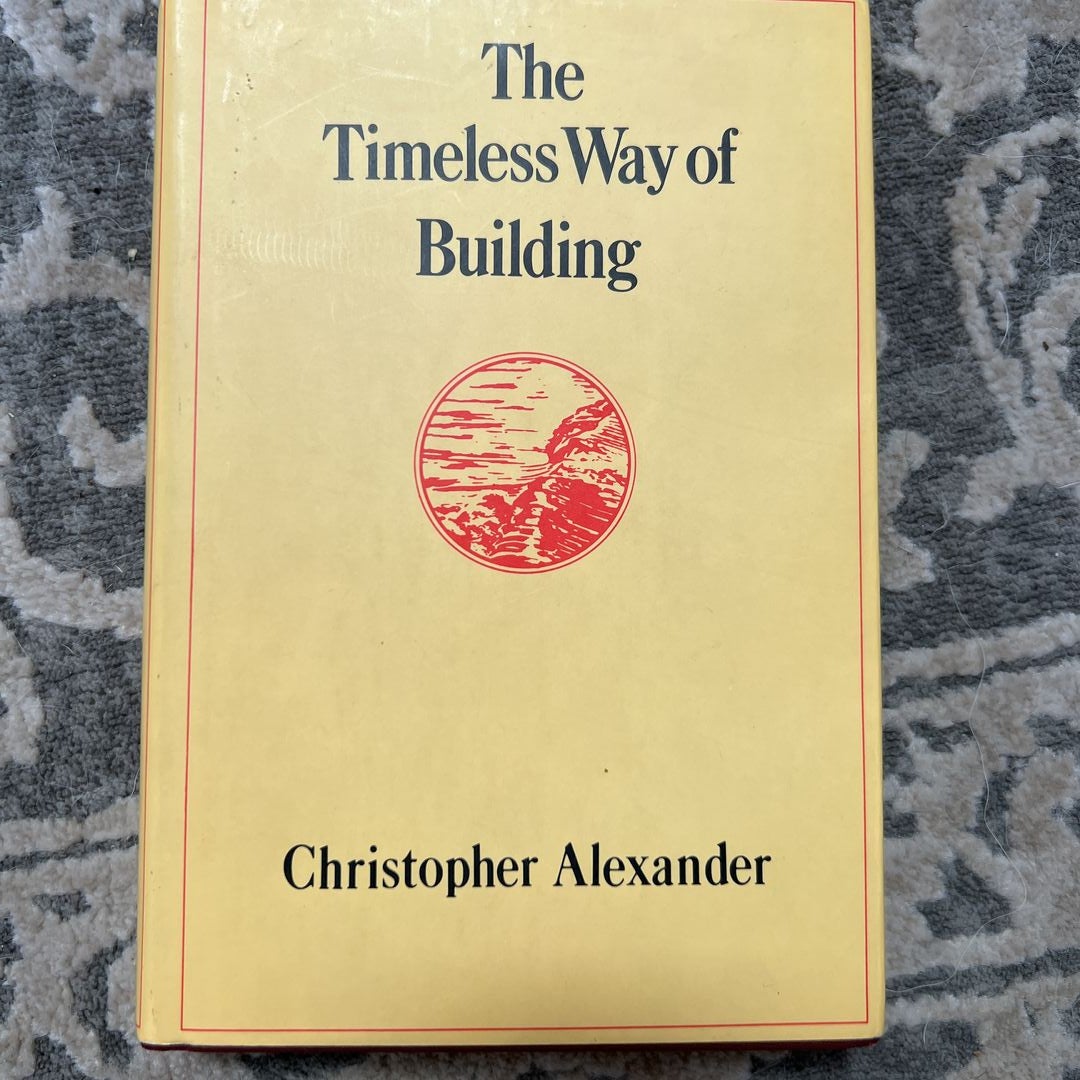 The
Timeless Way of
Building
Christopher Alexander